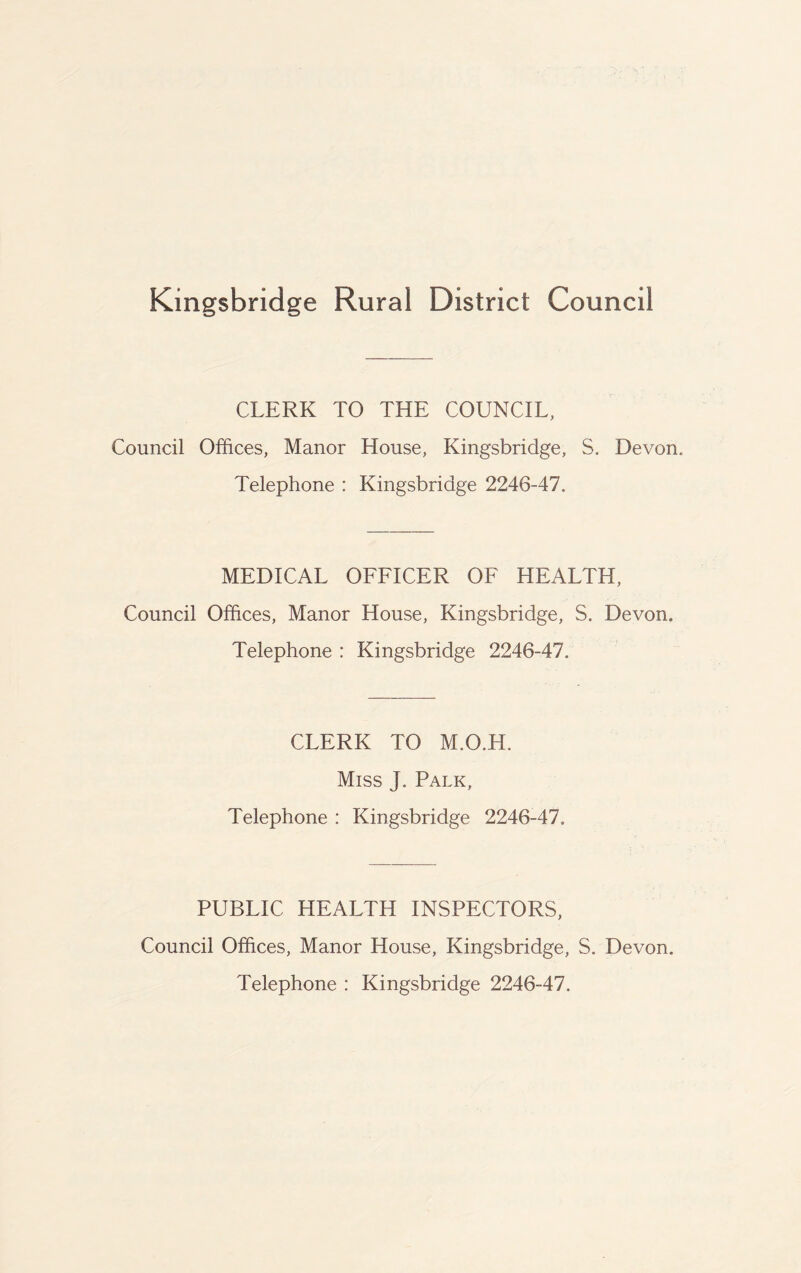 Kingsbridge Rural District Council
CLERK TO THE COUNCIL,
Council Offices, Manor House, Kingsbridge, S. Devon.
Telephone : Kingsbridge 2246-47.
MEDICAL OFFICER OF HEALTH,
Council Offices, Manor House, Kingsbridge, S. Devon.
Telephone : Kingsbridge 2246-47.
CLERK TO M.O.H.
Miss J. Palk,
Telephone : Kingsbridge 2246-47.
PUBLIC HEALTH INSPECTORS,
Council Offices, Manor House, Kingsbridge, S. Devon.
Telephone : Kingsbridge 2246-47.